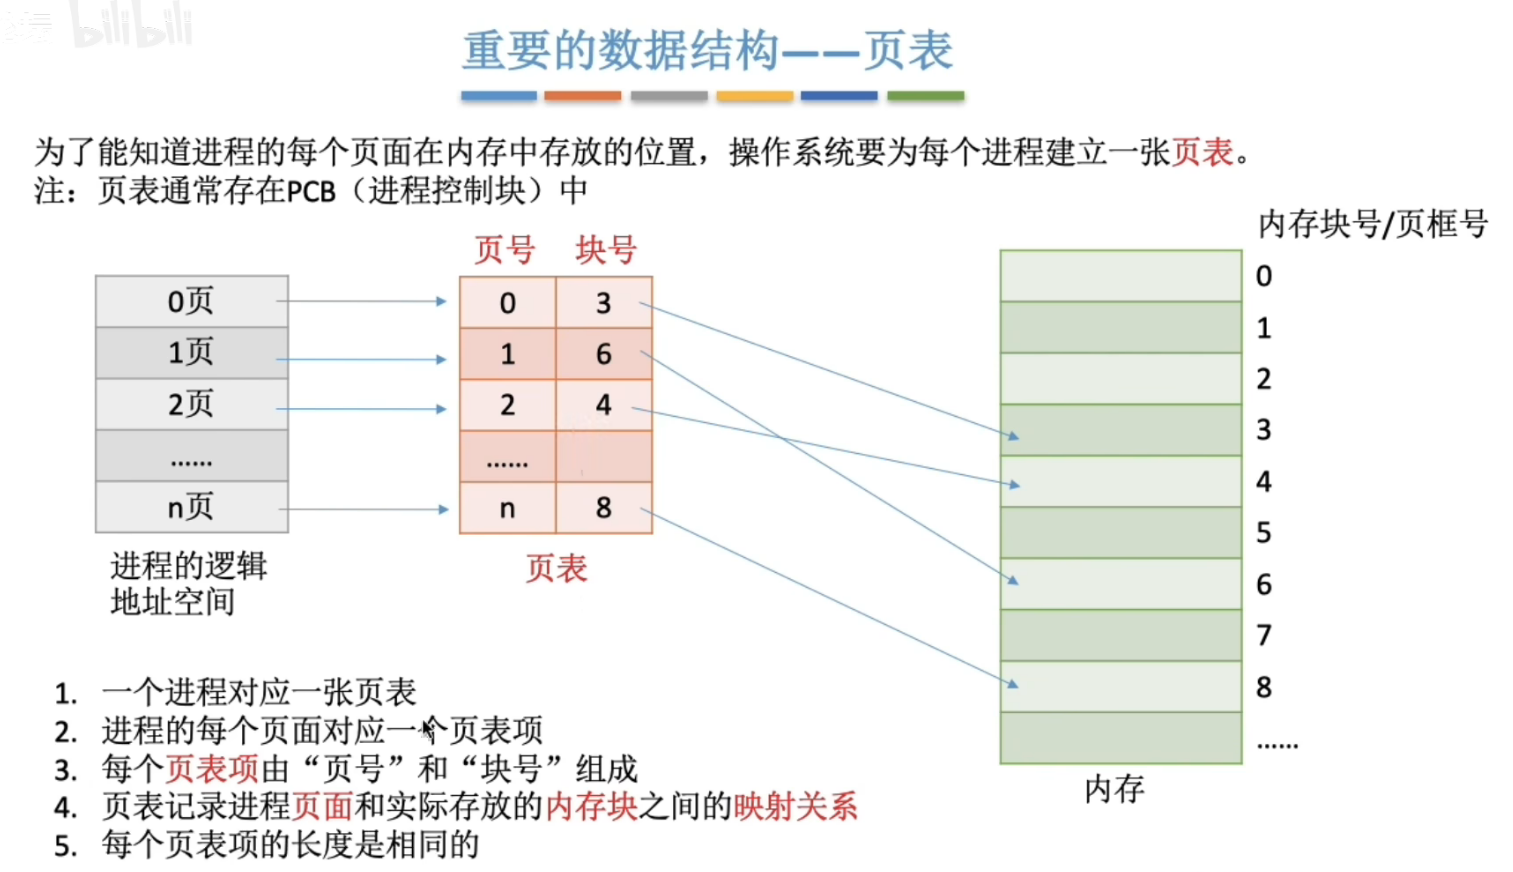 bilibili
重要的数据结构——页表
为了能知道进程的每个页面在内存中存放的位置，操作系统要为每个进程建立一张页表。
注：页表通常存在PCB（进程控制块）中
内存块号/页框号
页号 块号
0页
1页
2页
……
n页
进程的逻辑
地址空间
0 3
1 6
2 4
……
n 8
页表
0
1
2
3
4
5
6
7
8
……
内存
1. 一个进程对应一张页表
2. 进程的每个页面对应一个页表项
3. 每个页表项由“页号”和“块号”组成
4. 页表记录进程页面和实际存放的内存块之间的映射关系
5. 每个页表项的长度是相同的